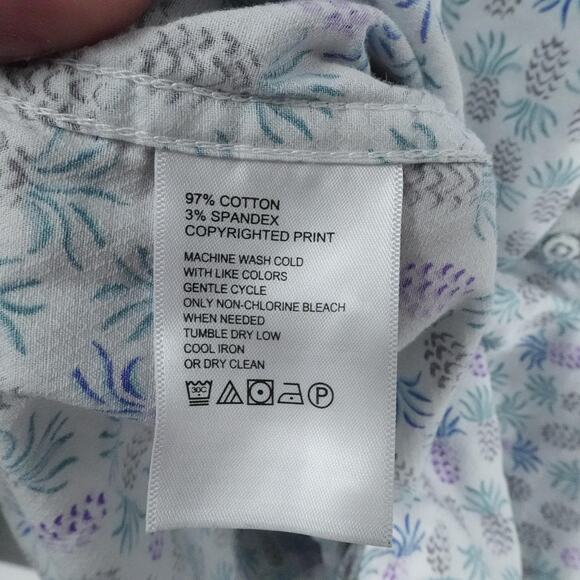 97% COTTON
3% SPANDEX
COPYRIGHTED PRINT
MACHINE WASH COLD
WITH LIKE COLORS
GENTLE CYCLE
ONLY NON-CHLORINE BLEACH
WHEN NEEDED
TUMBLE DRY LOW
COOL IRON
OR DRY CLEAN
30C P